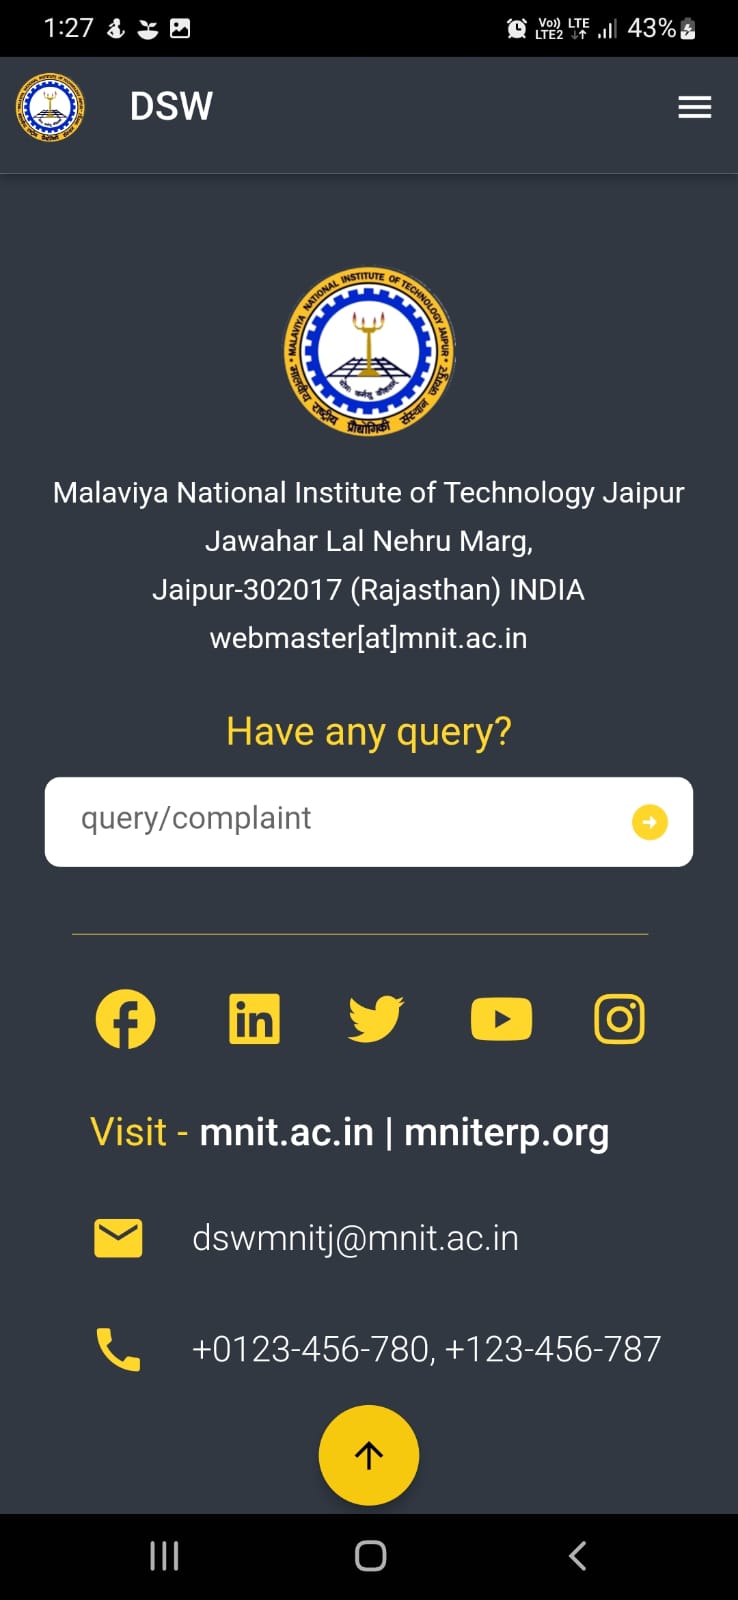 1:27
Vo)) LTE
LTE2
43%
DSW
MALAVIYA NATIONAL INSTITUTE OF TECHNOLOGY JAIPUR
मालवीय राष्ट्रीय प्रौद्योगिकी संस्थान जयपुर
Malaviya National Institute of Technology Jaipur
Jawahar Lal Nehru Marg,
Jaipur-302017 (Rajasthan) INDIA
webmaster[at]mnit.ac.in
Have any query?
query/complaint
Visit - mnit.ac.in | mniterp.org
dswmnitj@mnit.ac.in
+0123-456-780, +123-456-787